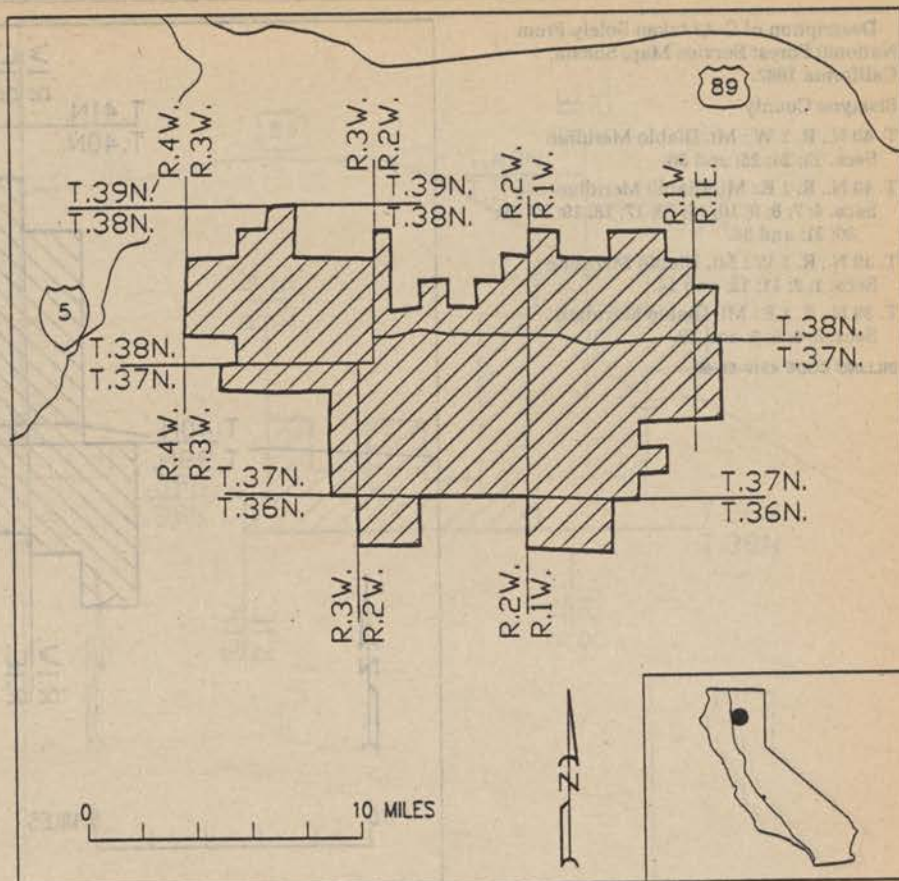 89
R.4W.
R.3W.
R.3W.
R.2W.
R.2W.
R.1W.
R.1W.
R.1E.
T.39N.
T.38N.
T.39N.
T.38N.
5
T.38N.
T.37N.
T.38N.
T.37N.
R.4W.
R.3W.
T.37N.
T.36N.
T.37N.
T.36N.
R.3W.
R.2W.
R.2W.
R.1W.
N
0
10 MILES